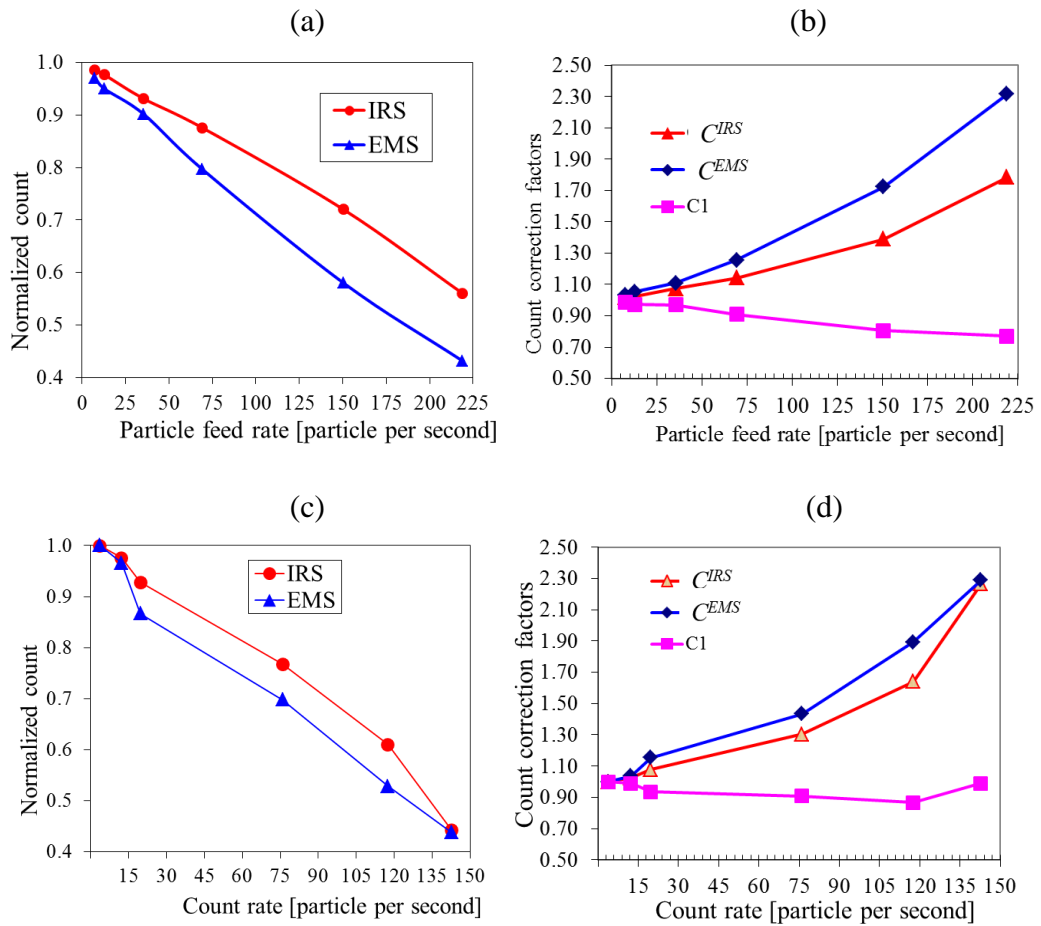 (a)
Normalized count
1.0
0.9
0.8
0.7
0.6
0.5
0.4
IRS
EMS
0 25 50 75 100 125 150 175 200 225
Particle feed rate [particle per second]
(b)
Count correction factors
2.50
2.30
2.10
1.90
1.70
1.50
1.30
1.10
0.90
0.70
0.50
C^IRS
C^EMS
C1
0 25 50 75 100 125 150 175 200 225
Particle feed rate [particle per second]
(c)
Normalized count
1.0
0.9
0.8
0.7
0.6
0.5
0.4
IRS
EMS
15 30 45 60 75 90 105 120 135 150
Count rate [particle per second]
(d)
Count correction factors
2.50
2.30
2.10
1.90
1.70
1.50
1.30
1.10
0.90
0.70
0.50
C^IRS
C^EMS
C1
15 30 45 60 75 90 105 120 135 150
Count rate [particle per second]